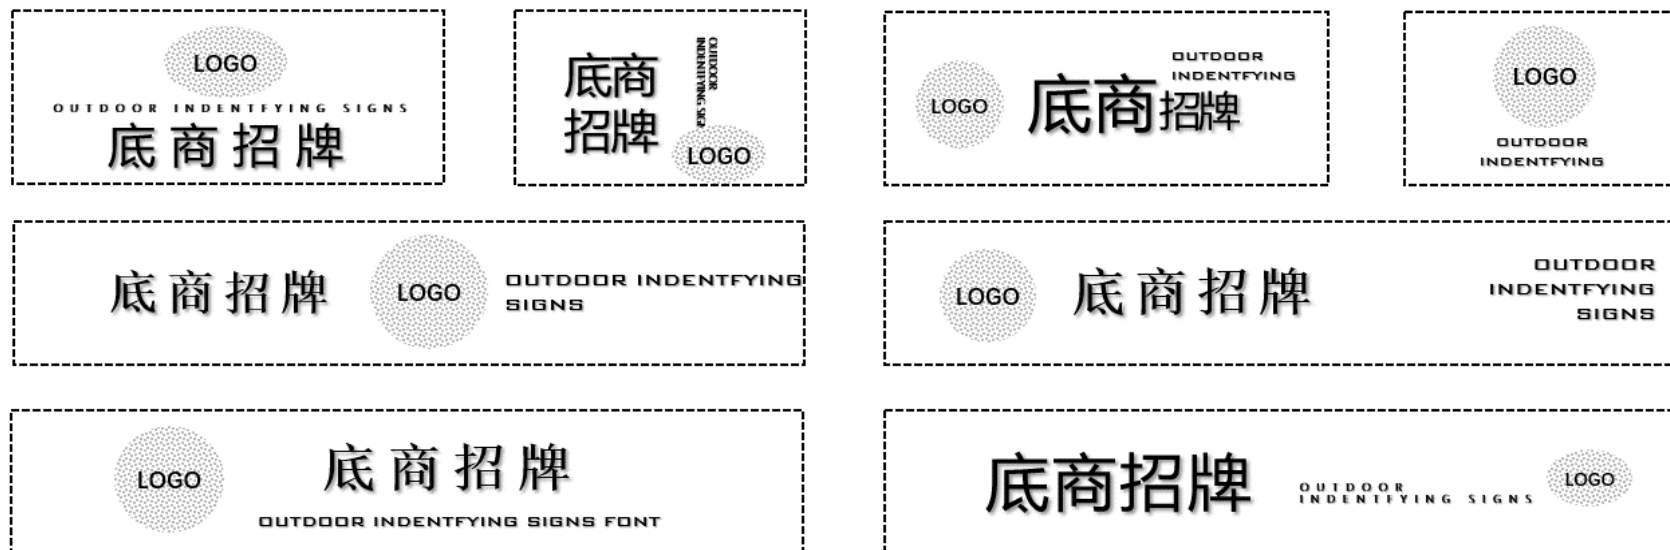 LOGO
OUTDOOR INDENTFYING SIGNS
底商招牌
底商
招牌
OUTDOOR
INDENTFYING SIGN
LOGO
LOGO
底商招牌
OUTDOOR
INDENTFYING
LOGO
OUTDOOR
INDENTFYING
底商招牌
LOGO
OUTDOOR INDENTFYING
SIGNS
LOGO
底商招牌
OUTDOOR
INDENTFYING
SIGNS
LOGO
底商招牌
OUTDOOR INDENTFYING SIGNS FONT
底商招牌
OUTDOOR
INDENTFYING SIGNS
LOGO